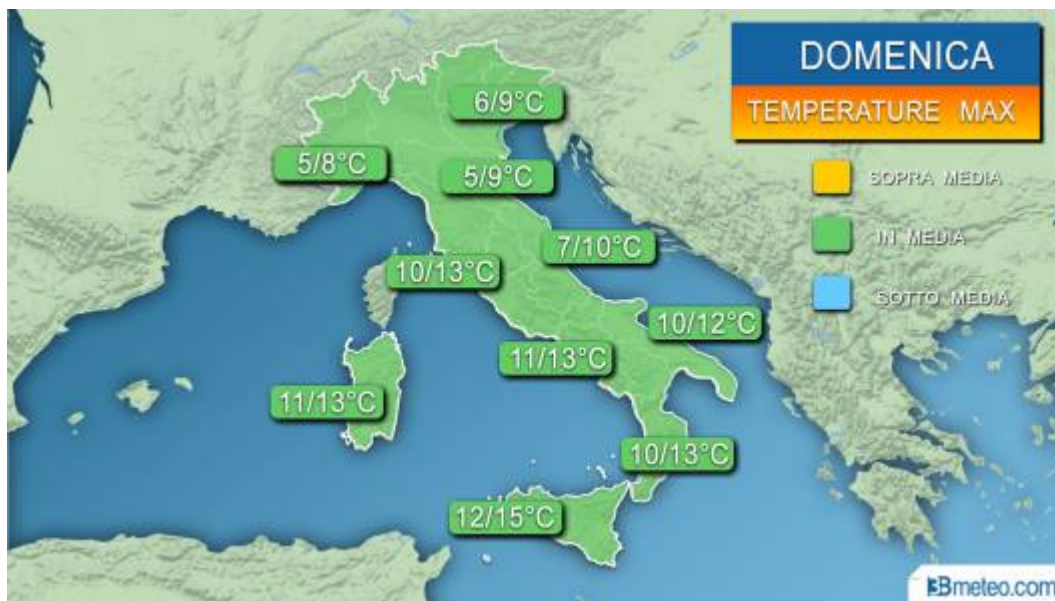 DOMENICA
TEMPERATURE MAX
SOPRA MEDIA
IN MEDIA
SOTTO MEDIA
6/9°C
5/8°C
5/9°C
7/10°C
10/13°C
10/12°C
11/13°C
11/13°C
10/13°C
12/15°C
3Bmeteo.com